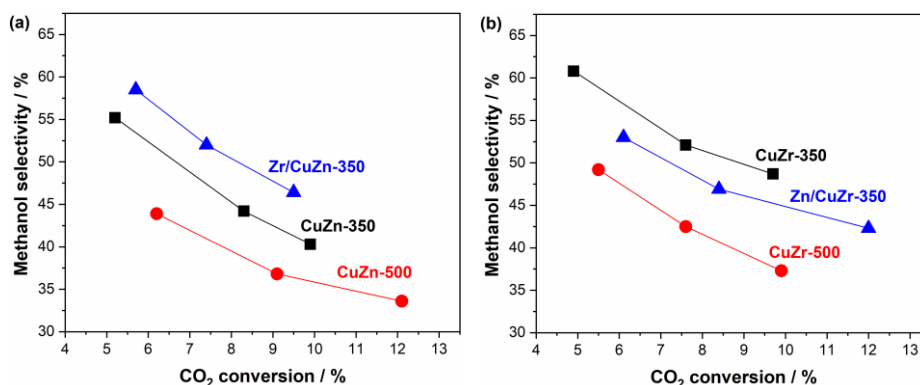 (a)
Methanol selectivity / %
65
60
55
50
45
40
35
30
Zr/CuZn-350
CuZn-350
CuZn-500
4 5 6 7 8 9 10 11 12 13
CO₂ conversion / %
(b)
Methanol selectivity / %
65
60
55
50
45
40
35
30
CuZr-350
Zn/CuZr-350
CuZr-500
4 5 6 7 8 9 10 11 12 13
CO₂ conversion / %